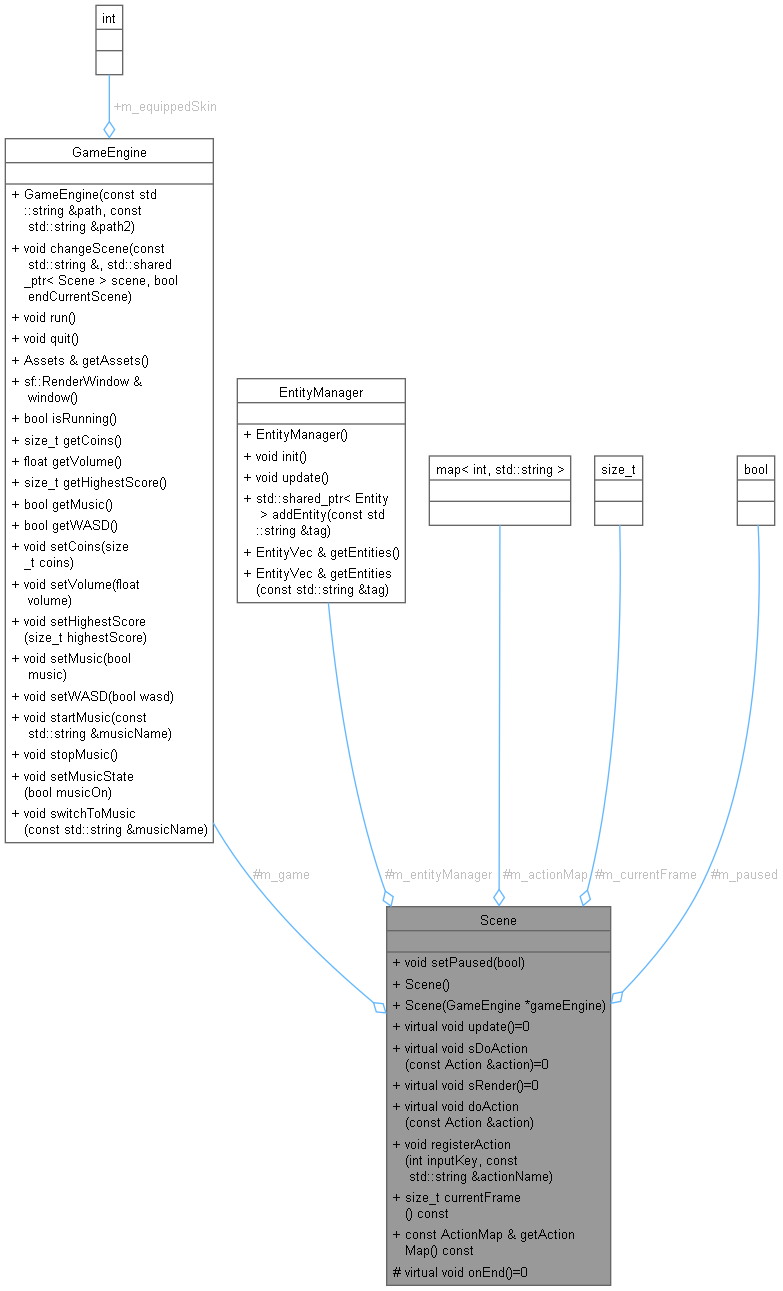 int
+m_equippedSkin
GameEngine
+ GameEngine(const std
::string &path, const
std::string &path2)
+ void changeScene(const
std::string &, std::shared
_ptr< Scene > scene, bool
endCurrentScene)
+ void run()
+ void quit()
+ Assets & getAssets()
+ sf::RenderWindow &
window()
+ bool isRunning()
+ size_t getCoins()
+ float getVolume()
+ size_t getHighestScore()
+ bool getMusic()
+ bool getWASD()
+ void setCoins(size
_t coins)
+ void setVolume(float
volume)
+ void setHighestScore
(size_t highestScore)
+ void setMusic(bool
music)
+ void setWASD(bool wasd)
+ void startMusic(const
std::string &musicName)
+ void stopMusic()
+ void setMusicState
(bool musicOn)
+ void switchToMusic
(const std::string &musicName)
EntityManager
+ EntityManager()
+ void init()
+ void update()
+ std::shared_ptr< Entity
> addEntity(const std
::string &tag)
+ EntityVec & getEntities()
+ EntityVec & getEntities
(const std::string &tag)
map< int, std::string >
size_t
bool
#m_game
#m_entityManager
#m_actionMap
#m_currentFrame
#m_paused
Scene
+ void setPaused(bool)
+ Scene()
+ Scene(GameEngine *gameEngine)
+ virtual void update()=0
+ virtual void sDoAction
(const Action &action)=0
+ virtual void sRender()=0
+ virtual void doAction
(const Action &action)
+ void registerAction
(int inputKey, const
std::string &actionName)
+ size_t currentFrame
() const
+ const ActionMap & getAction
Map() const
# virtual void onEnd()=0